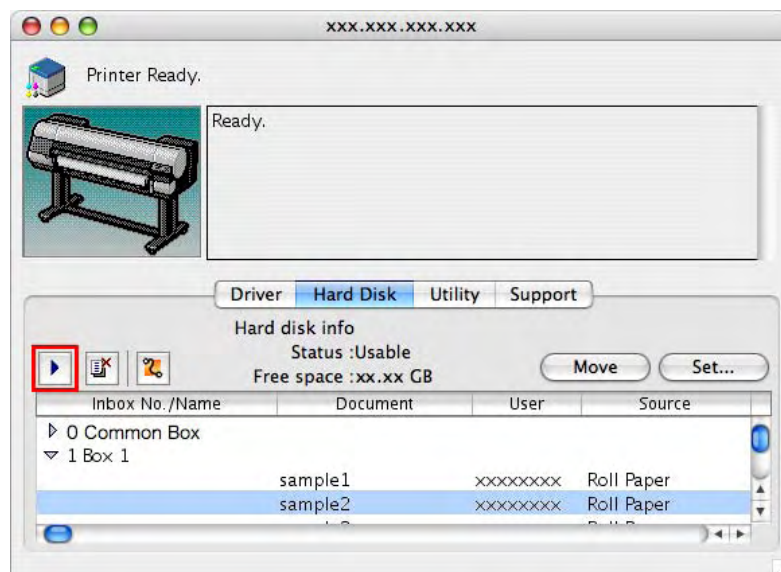 xxx.xxx.xxx.xxx
Printer Ready.
Ready.
Driver Hard Disk Utility Support
Hard disk info
Status :Usable
Free space :xx.xx GB
Move Set...
Inbox No./Name Document User Source
0 Common Box
1 Box 1
sample1 xxxxxxxx Roll Paper
sample2 xxxxxxxx Roll Paper